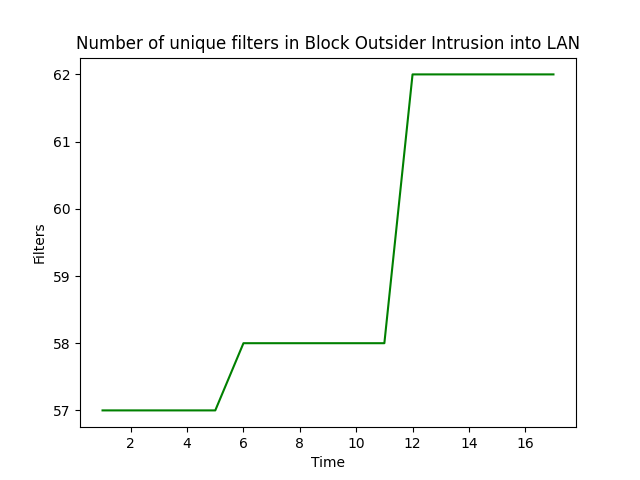 Number of unique filters in Block Outsider Intrusion into LAN
62
61
60
59
58
57
Filters
2 4 6 8 10 12 14 16
Time